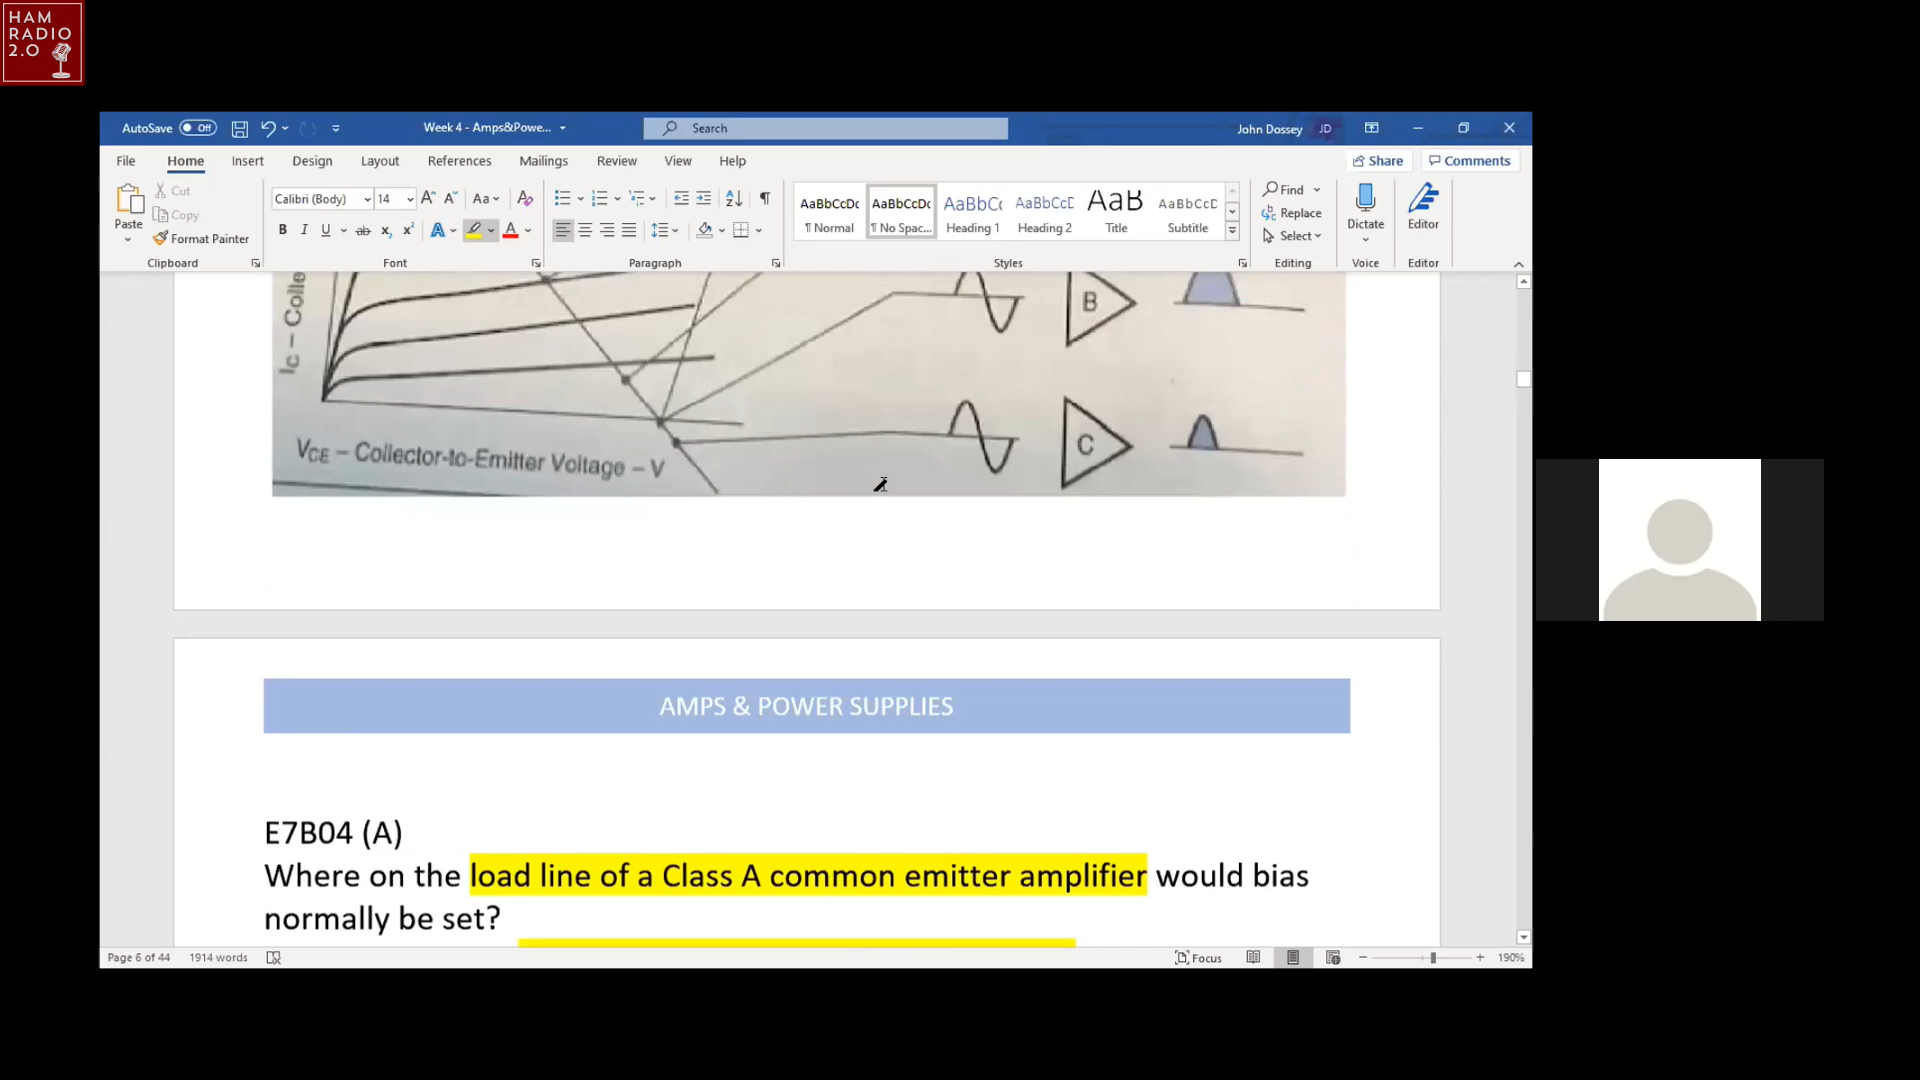 HAM
RADIO
2.0
AutoSave Off
Week 4 - Amps&Powe...
Search
John Dossey JD
File Home Insert Design Layout References Mailings Review View Help
Share Comments
Paste
Cut
Copy
Format Painter
Clipboard
Calibri (Body) 14
Font
Paragraph
AaBbCcDc AaBbCcDc AaBbCc AaBbCcD AaB AaBbCcD
¶ Normal ¶ No Spac... Heading 1 Heading 2 Title Subtitle
Styles
Find
Replace
Select
Editing
Dictate
Voice
Editor
Editor
IC – Colle
B
C
VCE – Collector-to-Emitter Voltage – V
AMPS & POWER SUPPLIES
E7B04 (A)
Where on the load line of a Class A common emitter amplifier would bias
normally be set?
Page 6 of 44 1914 words
Focus
190%